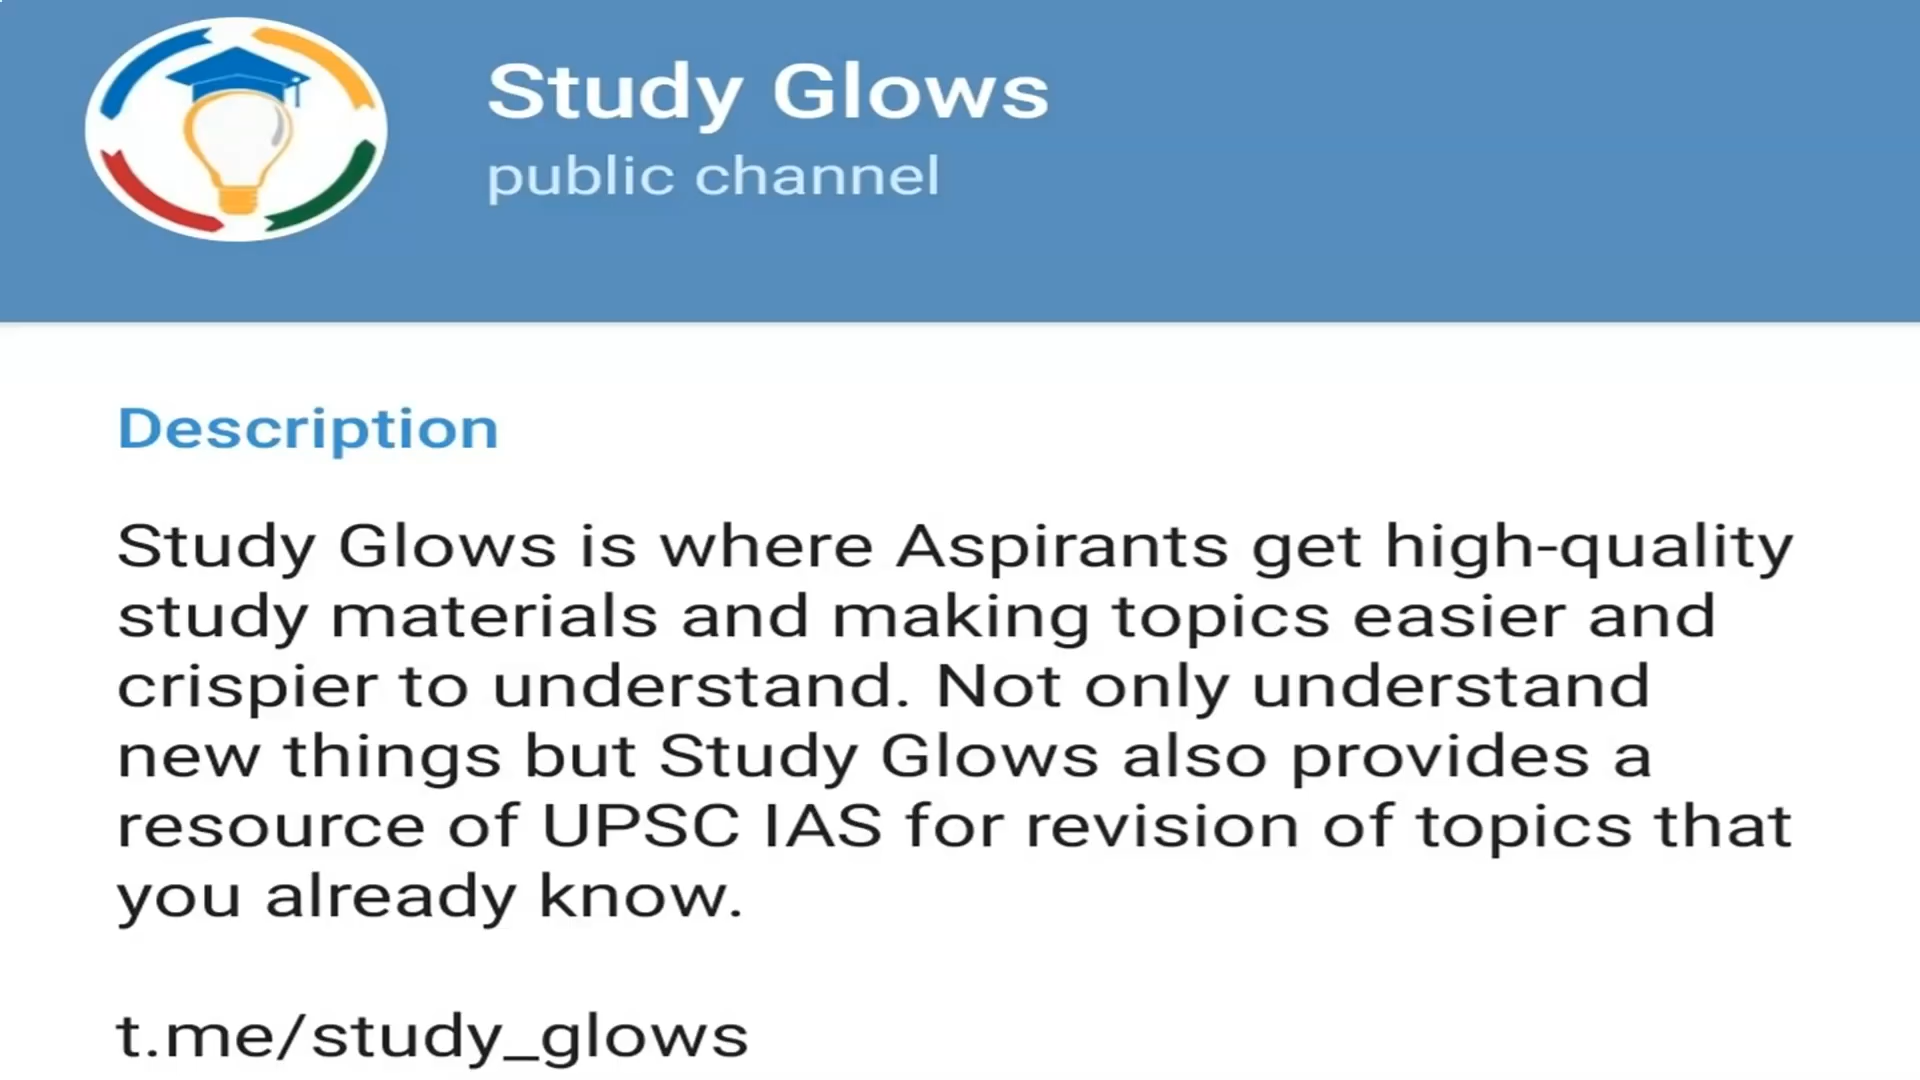 Study Glows
public channel
Description
Study Glows is where Aspirants get high-quality
study materials and making topics easier and
crispier to understand. Not only understand
new things but Study Glows also provides a
resource of UPSC IAS for revision of topics that
you already know.
t.me/study_glows